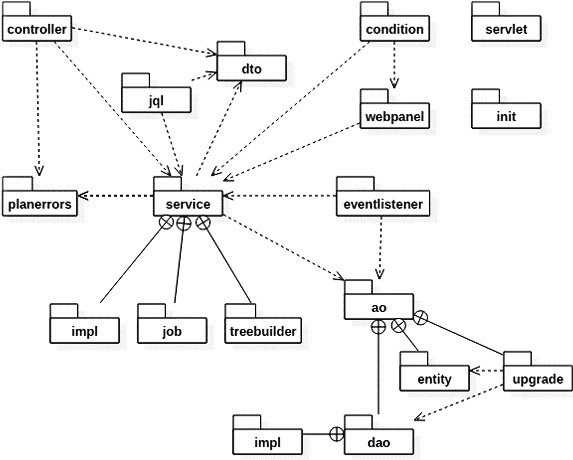 controller
condition
servlet
dto
jql
webpanel
init
planerrors
service
eventlistener
ao
impl
job
treebuilder
entity
upgrade
impl
dao